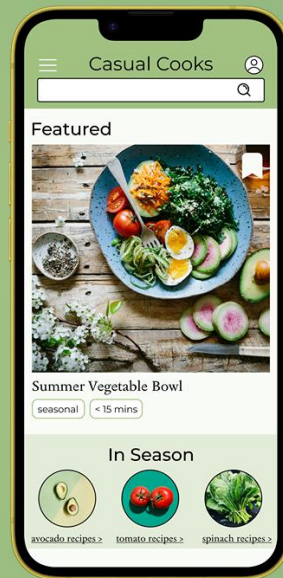 Casual Cooks
Featured
Summer Vegetable Bowl
seasonal
< 15 mins
In Season
avocado recipes >
tomato recipes >
spinach recipes >